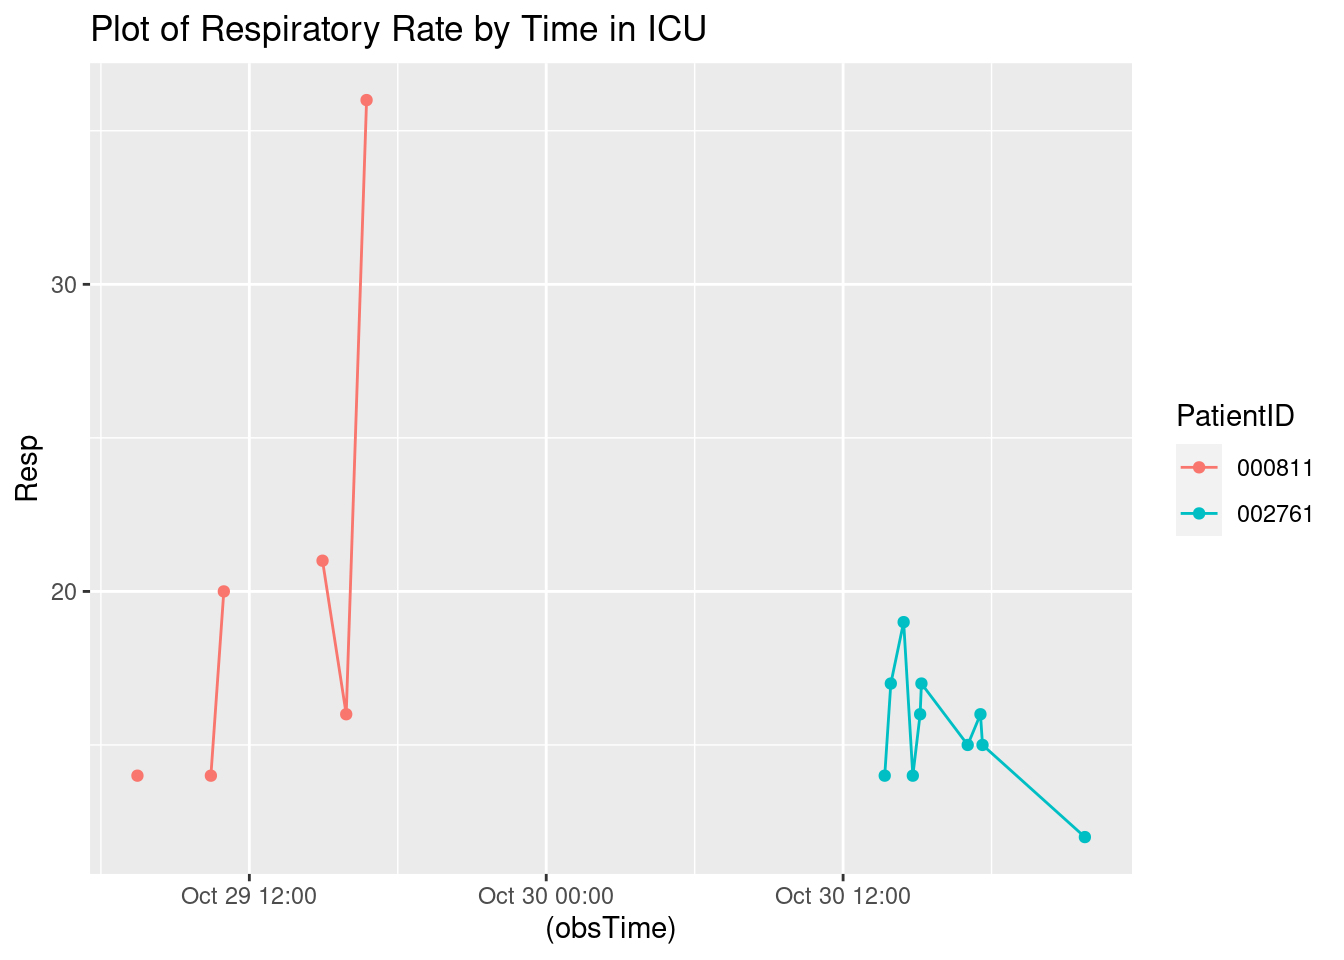 Plot of Respiratory Rate by Time in ICU
Resp
30
20
Oct 29 12:00
Oct 30 00:00
Oct 30 12:00
(obsTime)
PatientID
000811
002761